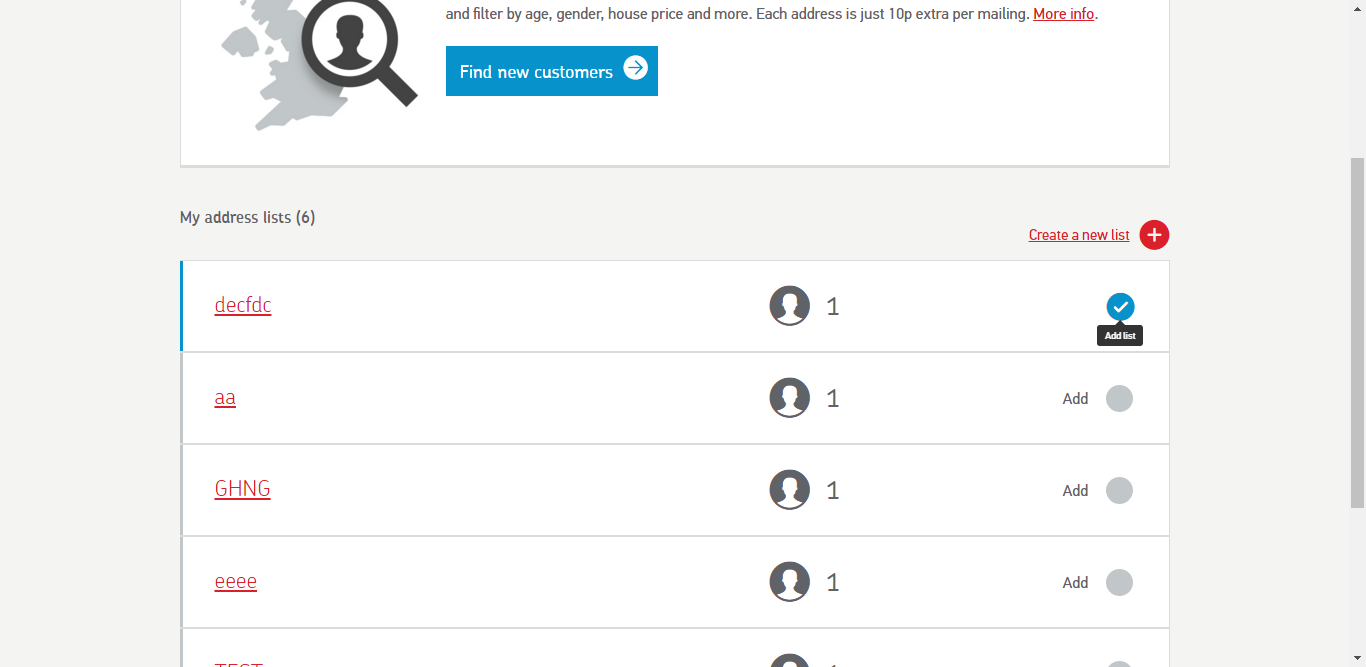 and filter by age, gender, house price and more. Each address is just 10p extra per mailing. More info.
Find new customers
My address lists (6)
Create a new list
decfdc 1
Add list
aa 1 Add
GHNG 1 Add
eeee 1 Add
TEST